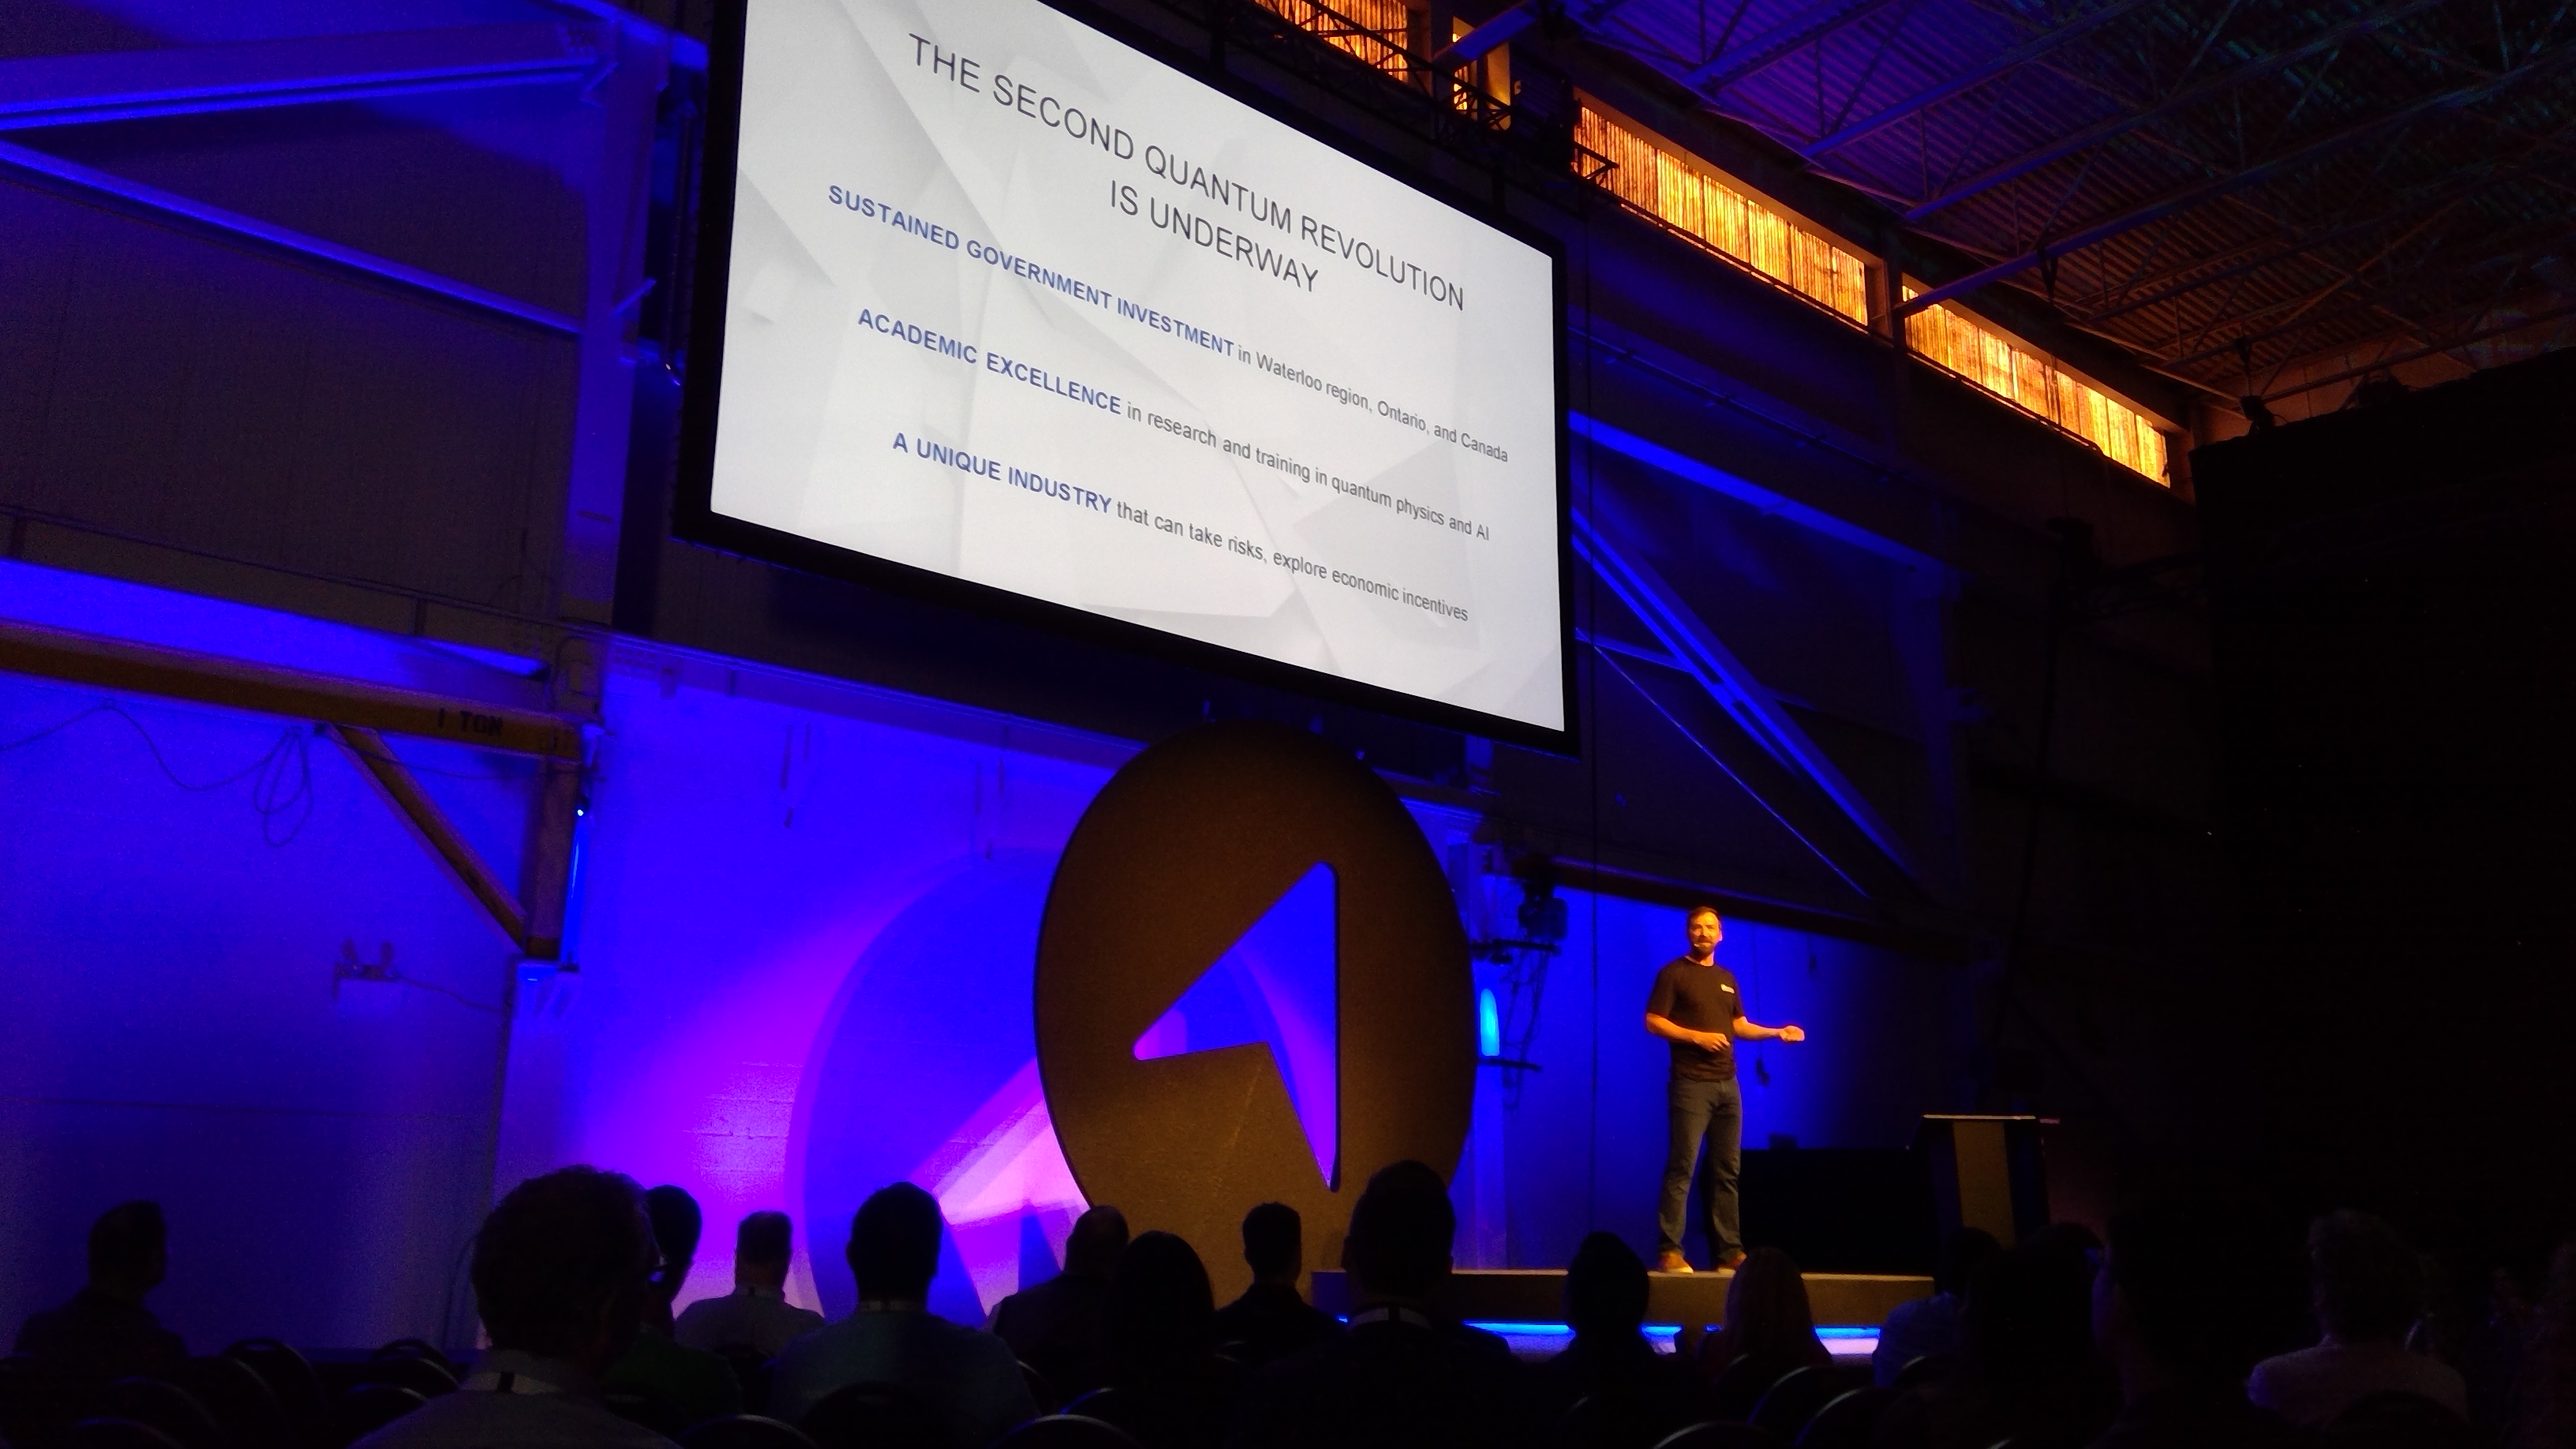 THE SECOND QUANTUM REVOLUTION
IS UNDERWAY
SUSTAINED GOVERNMENT INVESTMENT in Waterloo region, Ontario, and Canada
ACADEMIC EXCELLENCE in research and training in quantum physics and AI
A UNIQUE INDUSTRY that can take risks, explore economic incentives
1 TON